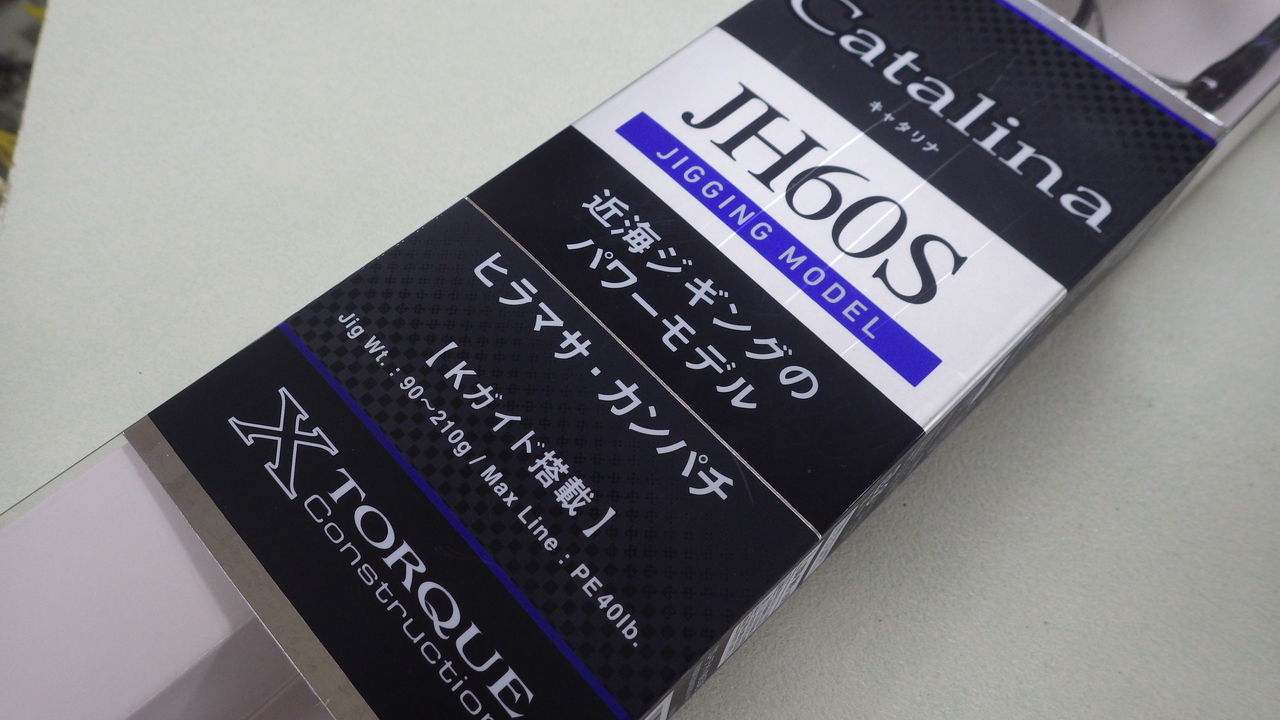 Catalina
キャタリナ
JH60S
JIGGING MODEL
近海ジギングの
パワーモデル
ヒラマサ・カンパチ
【Kガイド搭載】
Jig Wt. : 90~210g / Max Line : PE40lb.
X TORQUE
Construction